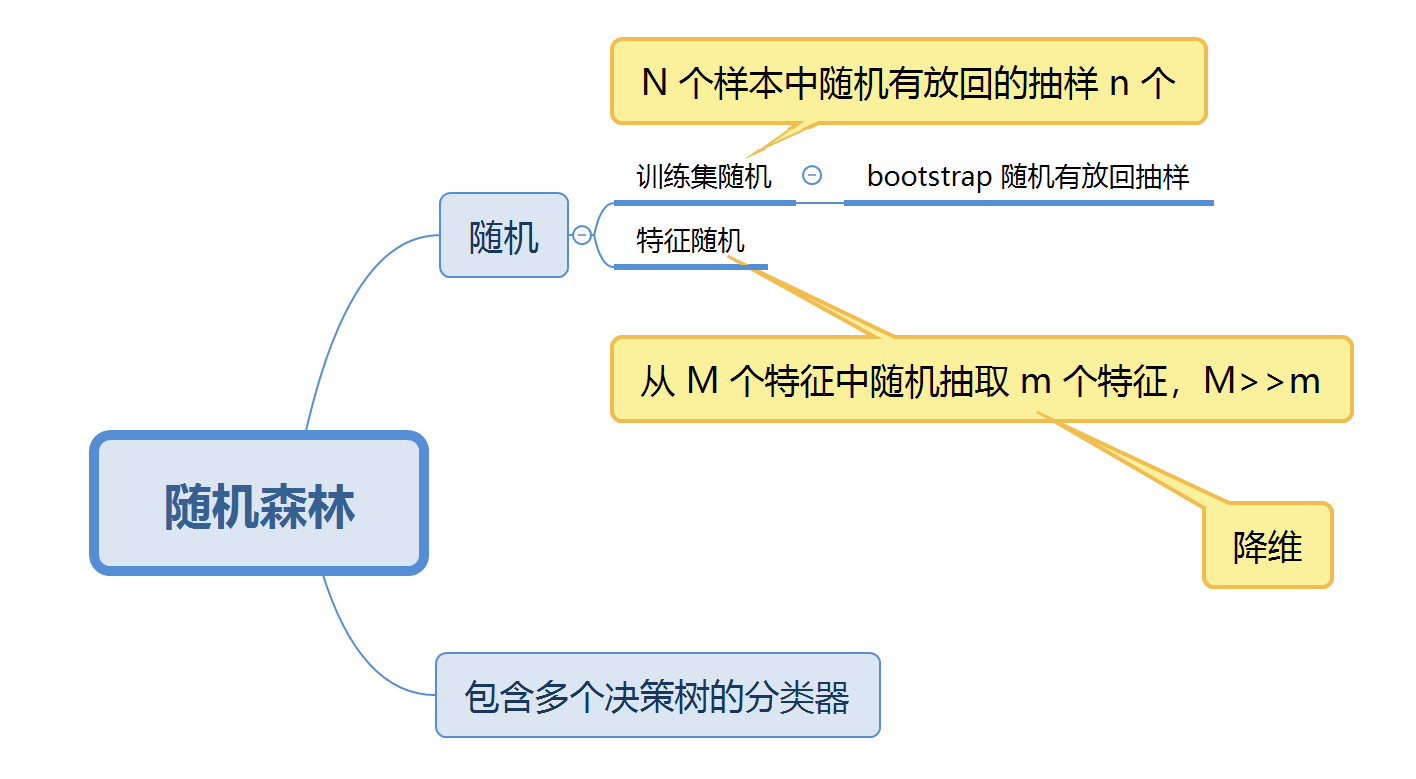 N 个样本中随机有放回的抽样 n 个
训练集随机
bootstrap 随机有放回抽样
随机
特征随机
从 M 个特征中随机抽取 m 个特征，M>>m
随机森林
降维
包含多个决策树的分类器